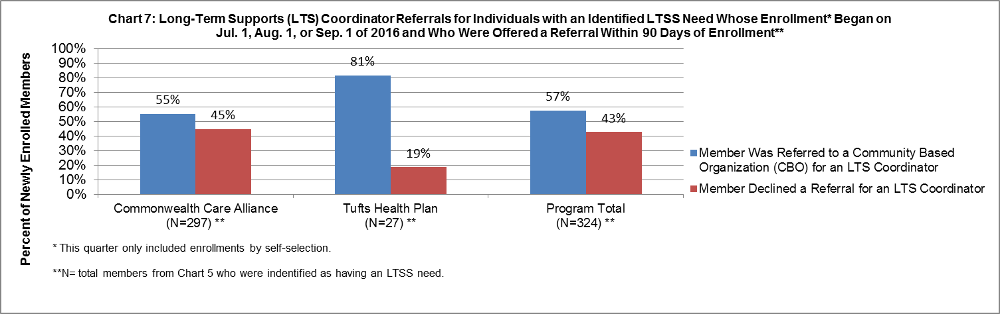 Chart 7: Long-Term Supports (LTS) Coordinator Referrals for Individuals with an Identified LTSS Need Whose Enrollment* Began on
Jul. 1, Aug. 1, or Sep. 1 of 2016 and Who Were Offered a Referral Within 90 Days of Enrollment**
Percent of Newly Enrolled Members
100%
90%
80%
70%
60%
50%
40%
30%
20%
10%
0%
55%
45%
81%
19%
57%
43%
Commonwealth Care Alliance
(N=297) **
Tufts Health Plan
(N=27) **
Program Total
(N=324) **
Member Was Referred to a Community Based
Organization (CBO) for an LTS Coordinator
Member Declined a Referral for an LTS Coordinator
* This quarter only included enrollments by self-selection.
**N= total members from Chart 5 who were indentified as having an LTSS need.